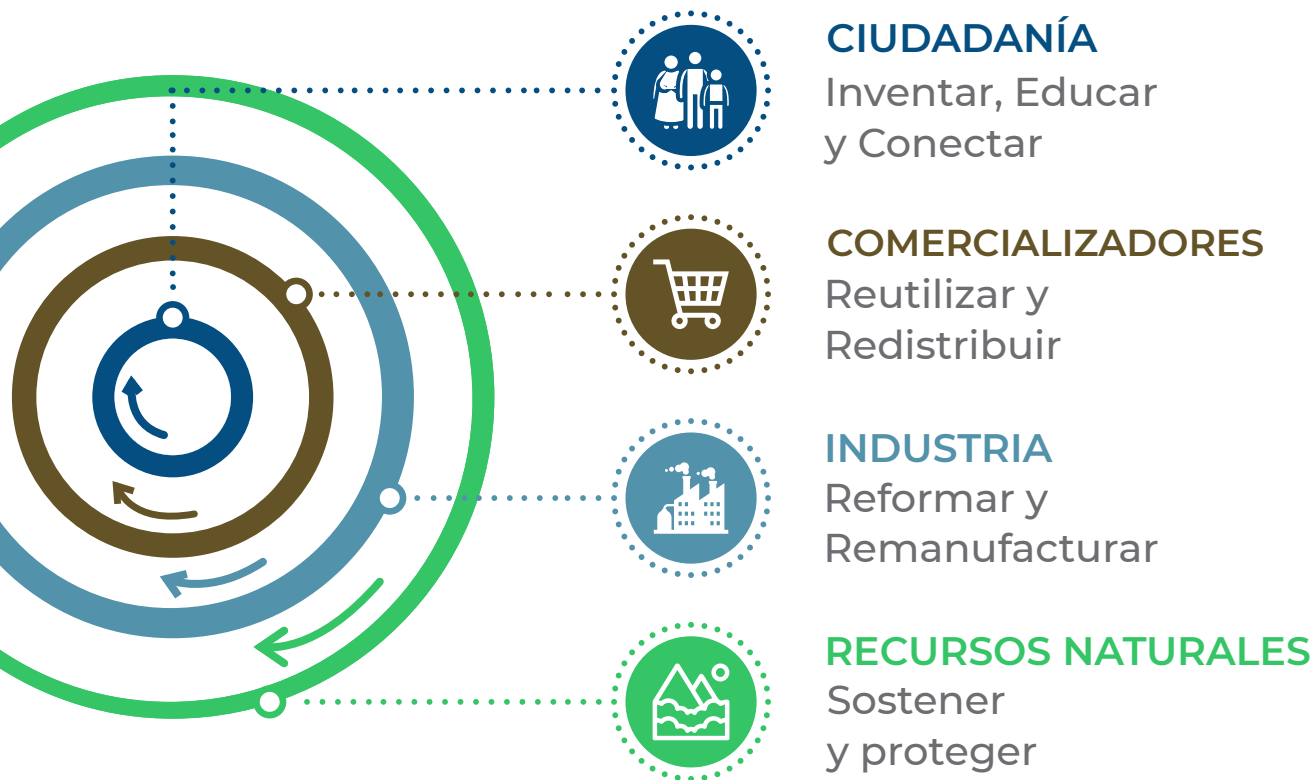 CIUDADANÍA
Inventar, Educar
y Conectar
COMERCIALIZADORES
Reutilizar y
Redistribuir
INDUSTRIA
Reformar y
Remanufacturar
RECURSOS NATURALES
Sostener
y proteger